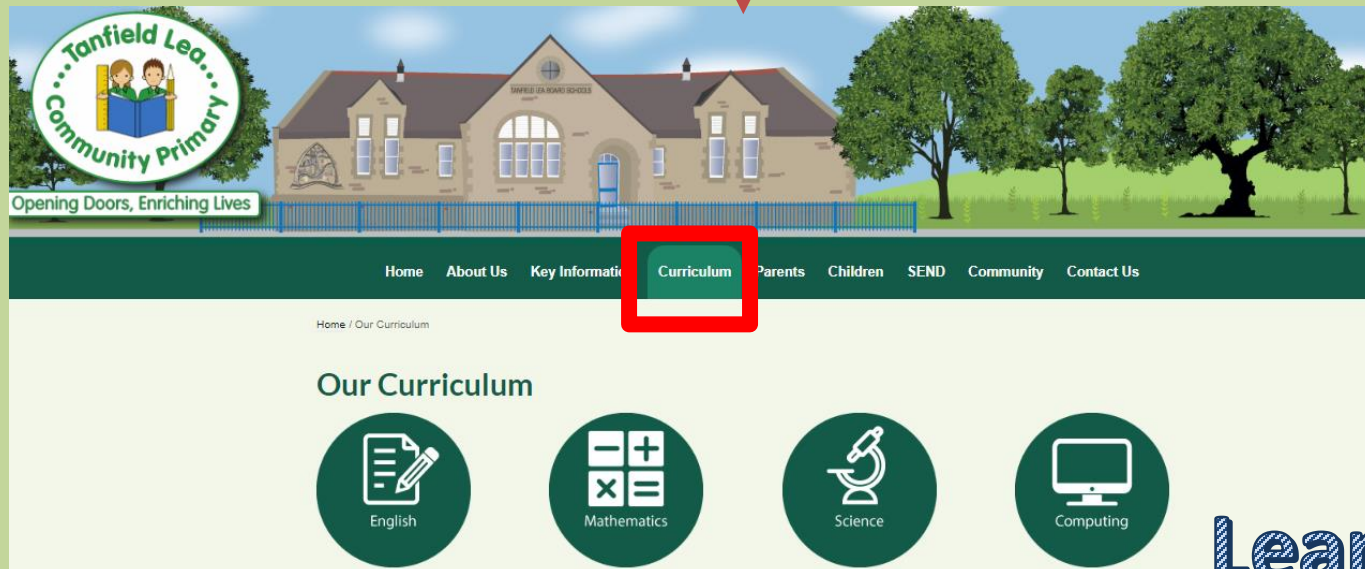 Tanfield Lea
Community Primary
Opening Doors, Enriching Lives
TANFIELD LEA BOARD SCHOOLS
Home About Us Key Informatio Curriculum Parents Children SEND Community Contact Us
Home / Our Curriculum
Our Curriculum
English Mathematics Science Computing
Lear